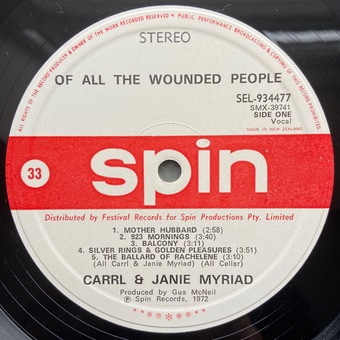 ALL RIGHTS OF THE RECORD PRODUCER & OWNER OF THE WORK RECORDED RESERVED ★ PUBLIC PERFORMANCE, BROADCASTING & COPYING OF THIS RECORD PROHIBITED
STEREO
OF ALL THE WOUNDED PEOPLE
SEL-934477
SMX-39741
SIDE ONE
Vocal
MADE IN NEW ZEALAND
33
spin
Distributed by Festival Records for Spin Productions Pty. Limited
1. MOTHER HUBBARD (2:58)
2. 923 MORNINGS (3:40)
3. BALCONY (3:11)
4. SILVER RINGS & GOLDEN PLEASURES (3:51)
5. THE BALLARD OF RACHELENE (3:10)
(All Carrl & Janie Myriad) (All Cellar)
CARRL & JANIE MYRIAD
Produced by Gus McNeil
Ⓟ Spin Records, 1972